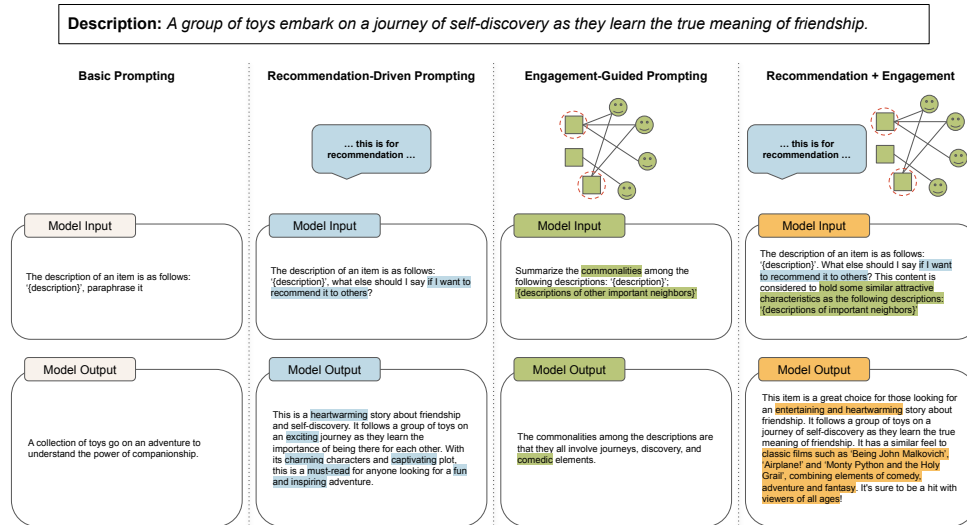 Description: A group of toys embark on a journey of self-discovery as they learn the true meaning of friendship.
Basic Prompting
Recommendation-Driven Prompting
Engagement-Guided Prompting
Recommendation + Engagement
... this is for
recommendation ...
... this is for
recommendation ...
Model Input
The description of an item is as follows:
'{description}', paraphrase it
Model Input
The description of an item is as follows:
'{description}', what else should I say if I want to
recommend it to others?
Model Input
Summarize the commonalities among the
following descriptions: '{description}';
'{descriptions of other important neighbors}'
Model Input
The description of an item is as follows:
'{description}'. What else should I say if I want
to recommend it to others? This content is
considered to hold some similar attractive
characteristics as the following descriptions:
'{descriptions of important neighbors}'
Model Output
A collection of toys go on an adventure to
understand the power of companionship.
Model Output
This is a heartwarming story about friendship
and self-discovery. It follows a group of toys on
an exciting journey as they learn the
importance of being there for each other. With
its charming characters and captivating plot,
this is a must-read for anyone looking for a fun
and inspiring adventure.
Model Output
The commonalities among the descriptions are
that they all involve journeys, discovery, and
comedic elements.
Model Output
This item is a great choice for those looking for
an entertaining and heartwarming story about
friendship. It follows a group of toys on a
journey of self-discovery as they learn the true
meaning of friendship. It has a similar feel to
classic films such as 'Being John Malkovich',
'Airplane!' and 'Monty Python and the Holy
Grail', combining elements of comedy,
adventure and fantasy. It's sure to be a hit with
viewers of all ages!